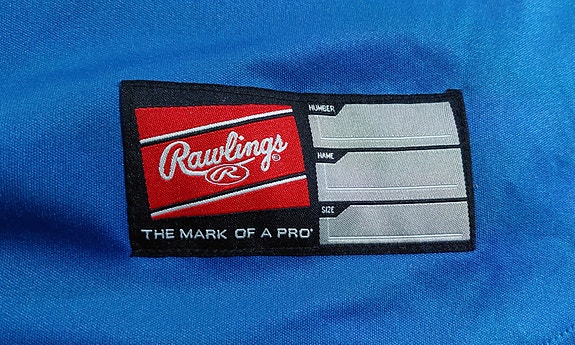 Rawlings®
R
THE MARK OF A PRO®
NUMBER
NAME
SIZE